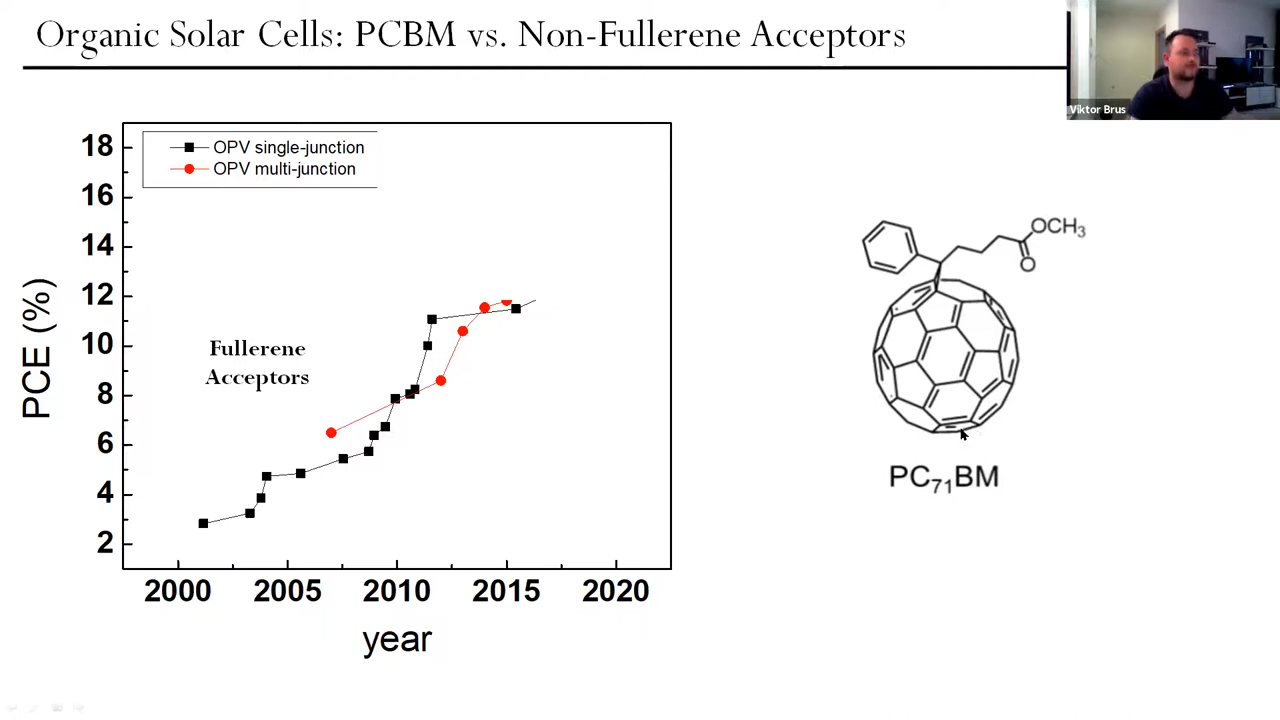 Organic Solar Cells: PCBM vs. Non-Fullerene Acceptors
Viktor Brus
OPV single-junction
OPV multi-junction
18
16
14
12
10
8
6
4
2
PCE (%)
Fullerene
Acceptors
2000 2005 2010 2015 2020
year
OCH₃
O
PC₇₁BM